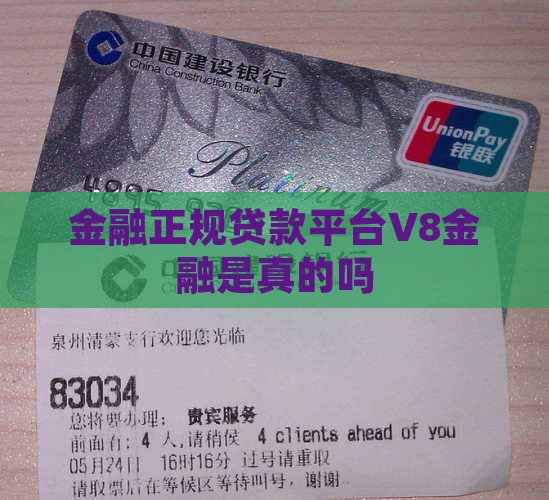 中国建设银行
China Construction Bank
UnionPay
银联
Platinum
4895
金融正规贷款平台V8金
融是真的吗
泉州清蒙支行欢迎您光临
83034
您将要办理: 贵宾服务
前面有: 4 人,请稍侯 4 clients ahead of you
05月24日 16时16分 过号请重取
请取票后在等候区等待叫号, 谢谢